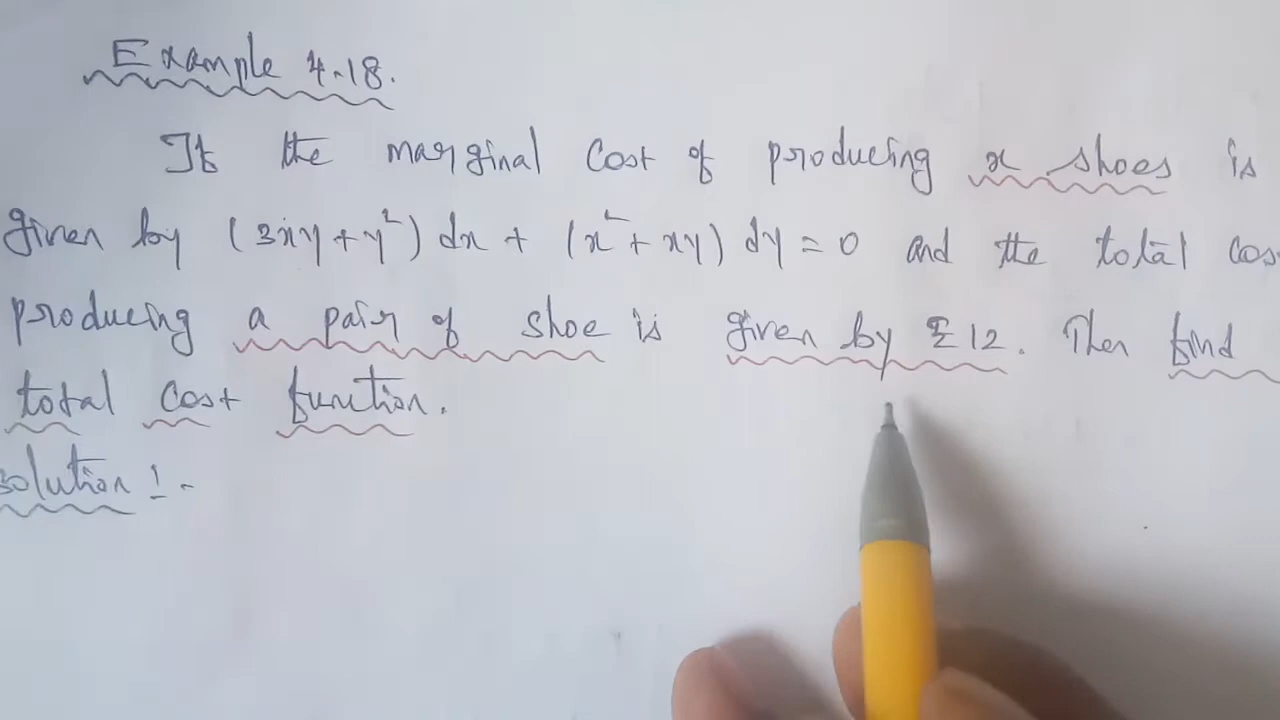 Example 4.18.
If the marginal cost of producing x shoes is
given by (3xy + y²) dx + (x² + xy) dy = 0 and the total cos
producing a pair of shoe is given by ₹12. Then find
total cost function.
solution :-